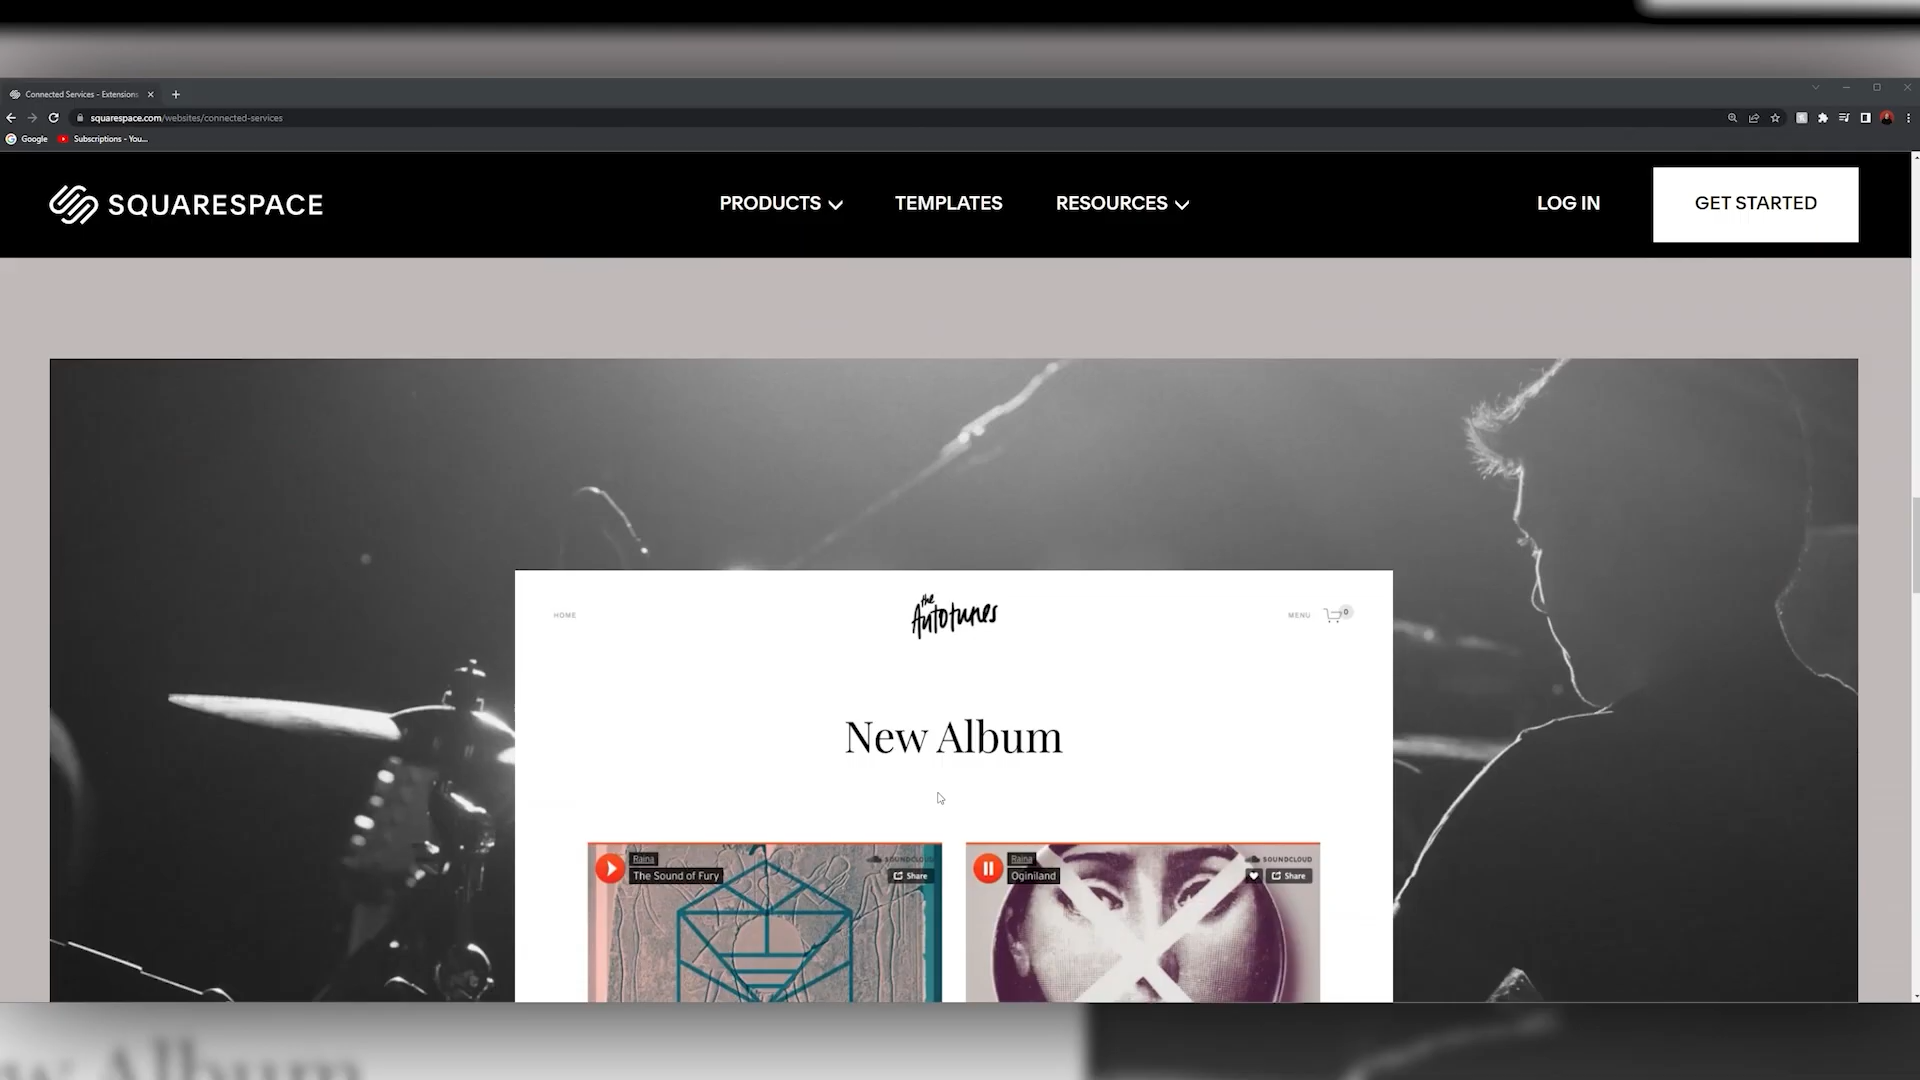 Connected Services - Extensions
squarespace.com/websites/connected-services
Google
Subscriptions - You...
SQUARESPACE
PRODUCTS
TEMPLATES
RESOURCES
LOG IN
GET STARTED
HOME
the Autotunes
MENU
0
New Album
Raina
SOUNDCLOUD
The Sound of Fury
Share
Raina
SOUNDCLOUD
Oginiland
Share
w Album